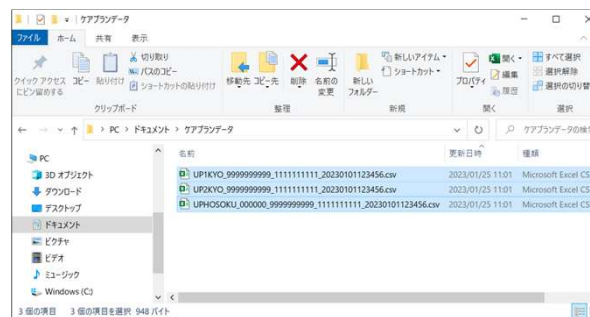 ケアプランデータ
ファイル ホーム 共有 表示
クイック アクセスにピン留めする コピー 貼り付け 切り取り パスのコピー ショートカットの貼り付け 移動先 コピー先 削除 名前の変更 新しいフォルダー 新しいアイテム ショートカット プロパティ 開く 編集 履歴 すべて選択 選択解除 選択の切り替
クリップボード 整理 新規 開く 選択
PC > ドキュメント > ケアプランデータ ケアプランデータの検
名前 更新日時 種類
PC
3D オブジェクト
ダウンロード
デスクトップ
ドキュメント
ピクチャ
ビデオ
ミュージック
Windows (C:)
UP1KYO_9999999999_1111111111_20230101123456.csv 2023/01/25 11:01 Microsoft Excel CS
UP2KYO_9999999999_1111111111_20230101123456.csv 2023/01/25 11:01 Microsoft Excel CS
UPHOSOKU_000000_9999999999_1111111111_20230101123456.csv 2023/01/25 11:01 Microsoft Excel CS
3 個の項目 3 個の項目を選択 948 バイト